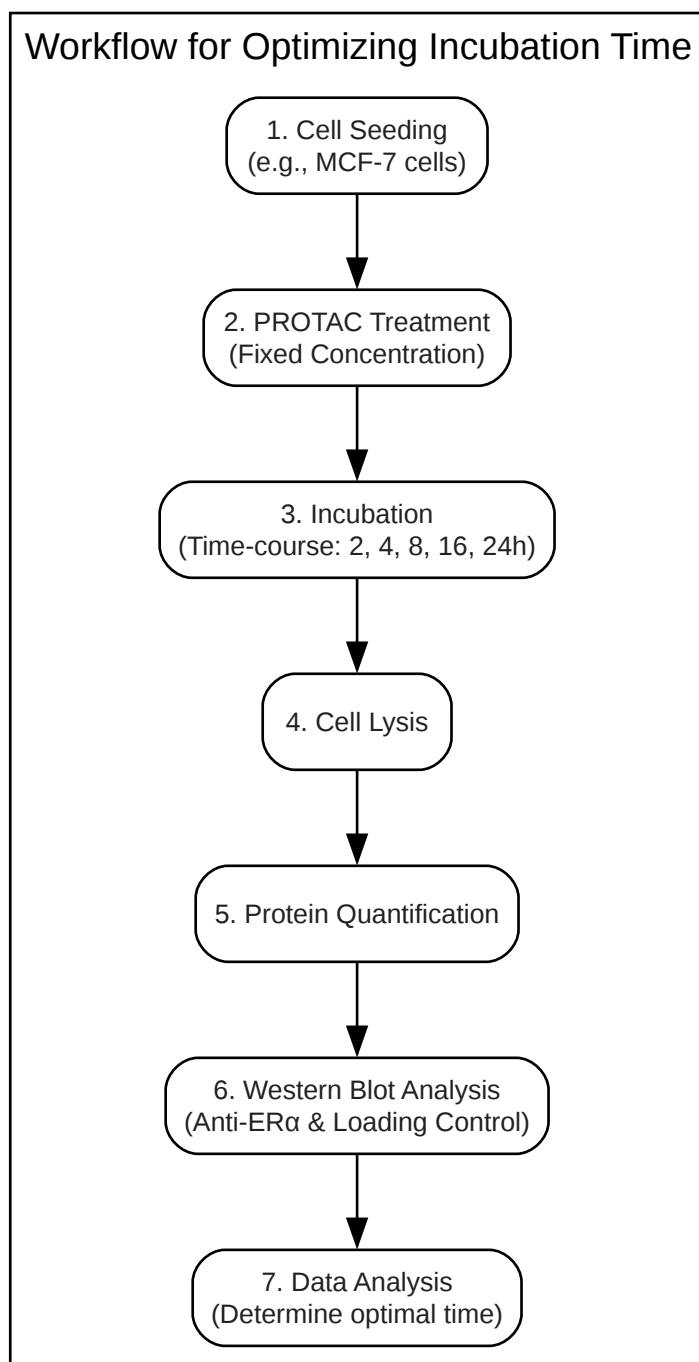 Workflow for Optimizing Incubation Time
1. Cell Seeding
(e.g., MCF-7 cells)
2. PROTAC Treatment
(Fixed Concentration)
3. Incubation
(Time-course: 2, 4, 8, 16, 24h)
4. Cell Lysis
5. Protein Quantification
6. Western Blot Analysis
(Anti-ERα & Loading Control)
7. Data Analysis
(Determine optimal time)